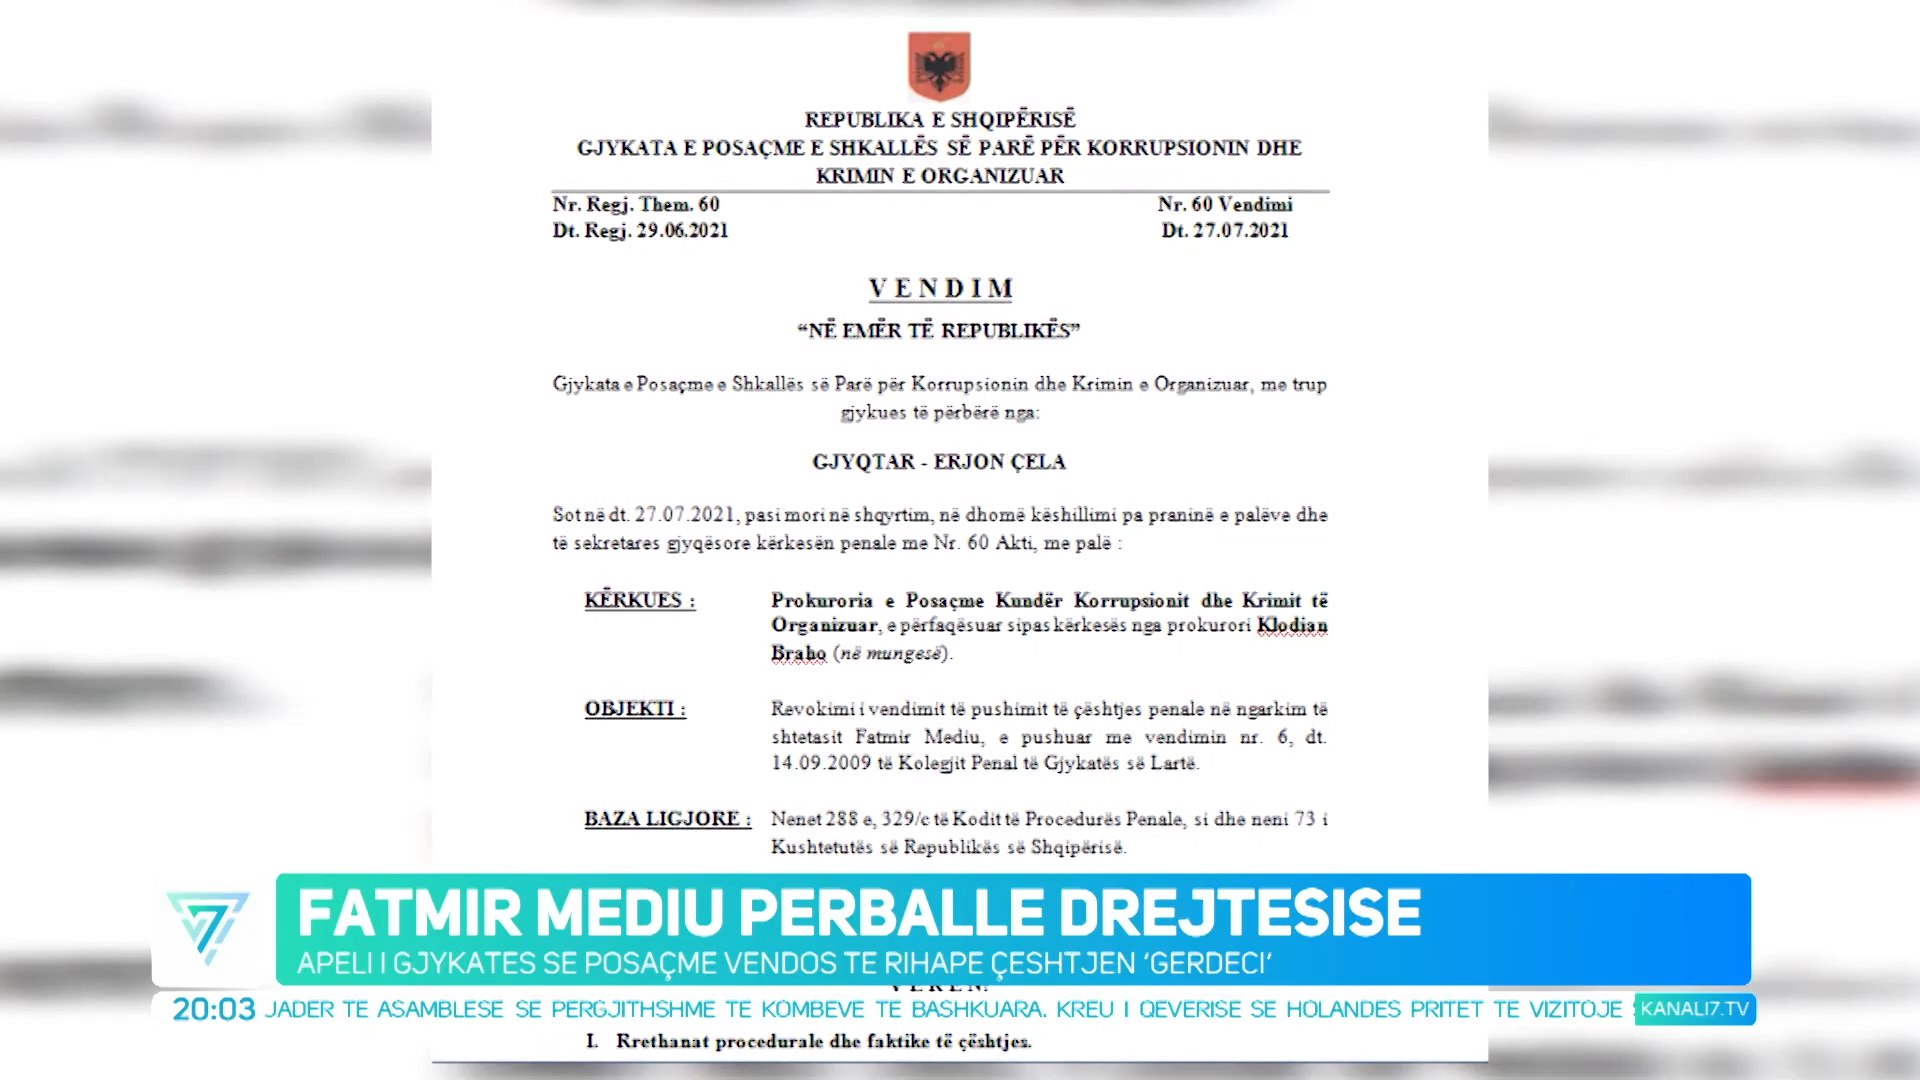 REPUBLIKA E SHQIPËRISË
GJYKATA E POSAÇME E SHKALLËS SË PARË PËR KORRUPSIONIN DHE
KRIMIN E ORGANIZUAR
Nr. Regj. Them. 60
Nr. 60 Vendimi
Dt. Regj. 29.06.2021
Dt. 27.07.2021
V E N D I M
“NË EMËR TË REPUBLIKËS”
Gjykata e Posaçme e Shkallës së Parë për Korrupsionin dhe Krimin e Organizuar, me trup
gjykues të përbërë nga:
GJYQTAR - ERJON ÇELA
Sot në dt. 27.07.2021, pasi mori në shqyrtim, në dhomë këshillimi pa praninë e palëve dhe
të sekretares gjyqësore kërkesën penale me Nr. 60 Akti, me palë :
KËRKUES : Prokuroria e Posaçme Kundër Korrupsionit dhe Krimit të
Organizuar, e përfaqësuar sipas kërkesës nga prokurori Klodian
Braho (në mungesë).
OBJEKTI : Revokimi i vendimit të pushimit të çështjes penale në ngarkim të
shtetasit Fatmir Mediu, e pushuar me vendimin nr. 6, dt.
14.09.2009 të Kolegjit Penal të Gjykatës së Lartë.
BAZA LIGJORE : Nenet 288 e, 329/c të Kodit të Procedurës Penale, si dhe neni 73 i
Kushtetutës së Republikës së Shqipërisë.
FATMIR MEDIU PERBALLE DREJTESISE
APELI I GJYKATES SE POSAÇME VENDOS TE RIHAPE ÇESHTJEN ‘GERDECI’
20:03 JADER TE ASAMBLESE SE PERGJITHSHME TE KOMBEVE TE BASHKUARA. KREU I QEVERISE SE HOLANDES PRITET TE VIZITOJE
KANALI7.TV
I. Rrethanat procedurale dhe faktike të çështjes.